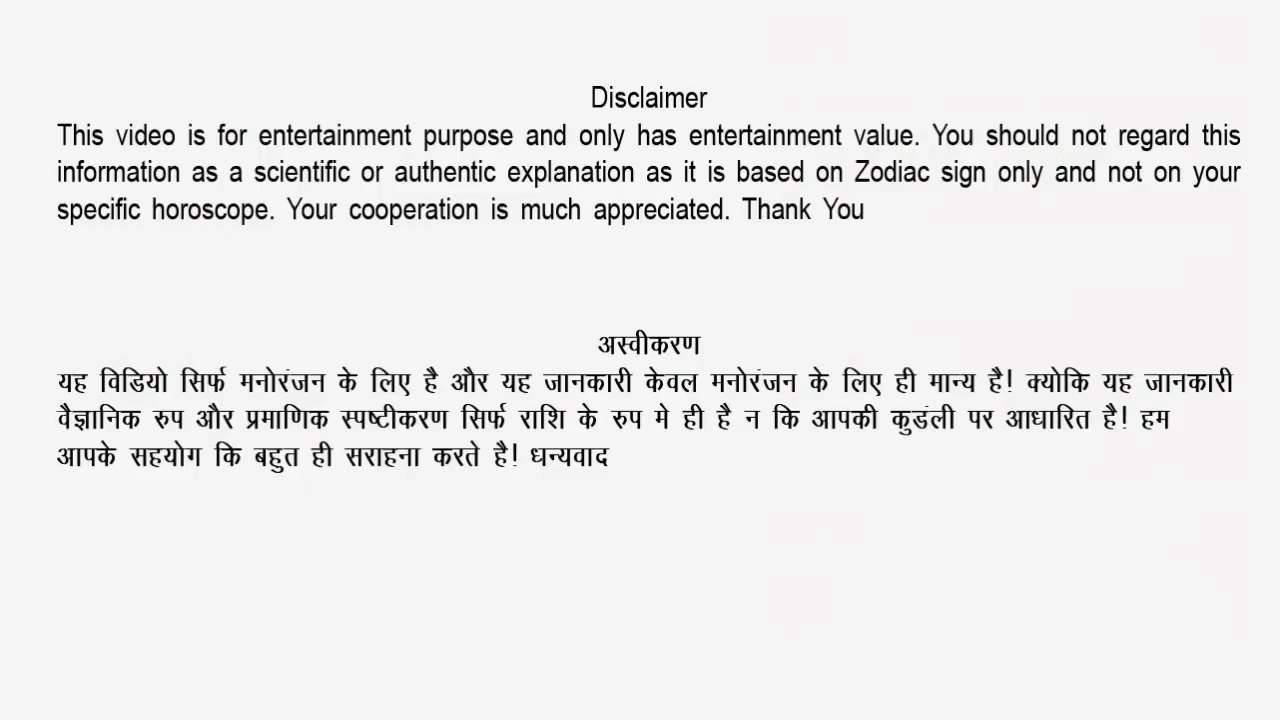 Disclaimer
This video is for entertainment purpose and only has entertainment value. You should not regard this
information as a scientific or authentic explanation as it is based on Zodiac sign only and not on your
specific horoscope. Your cooperation is much appreciated. Thank You
अस्वीकरण
यह विडियो सिर्फ मनोरंजन के लिए है और यह जानकारी केवल मनोरंजन के लिए ही मान्य है! क्योकि यह जानकारी
वैज्ञानिक रुप और प्रमाणिक स्पष्टीकरण सिर्फ राशि के रुप मे ही है न कि आपकी कुडंली पर आधारित है! हम
आपके सहयोग कि बहुत ही सराहना करते है! धन्यवाद